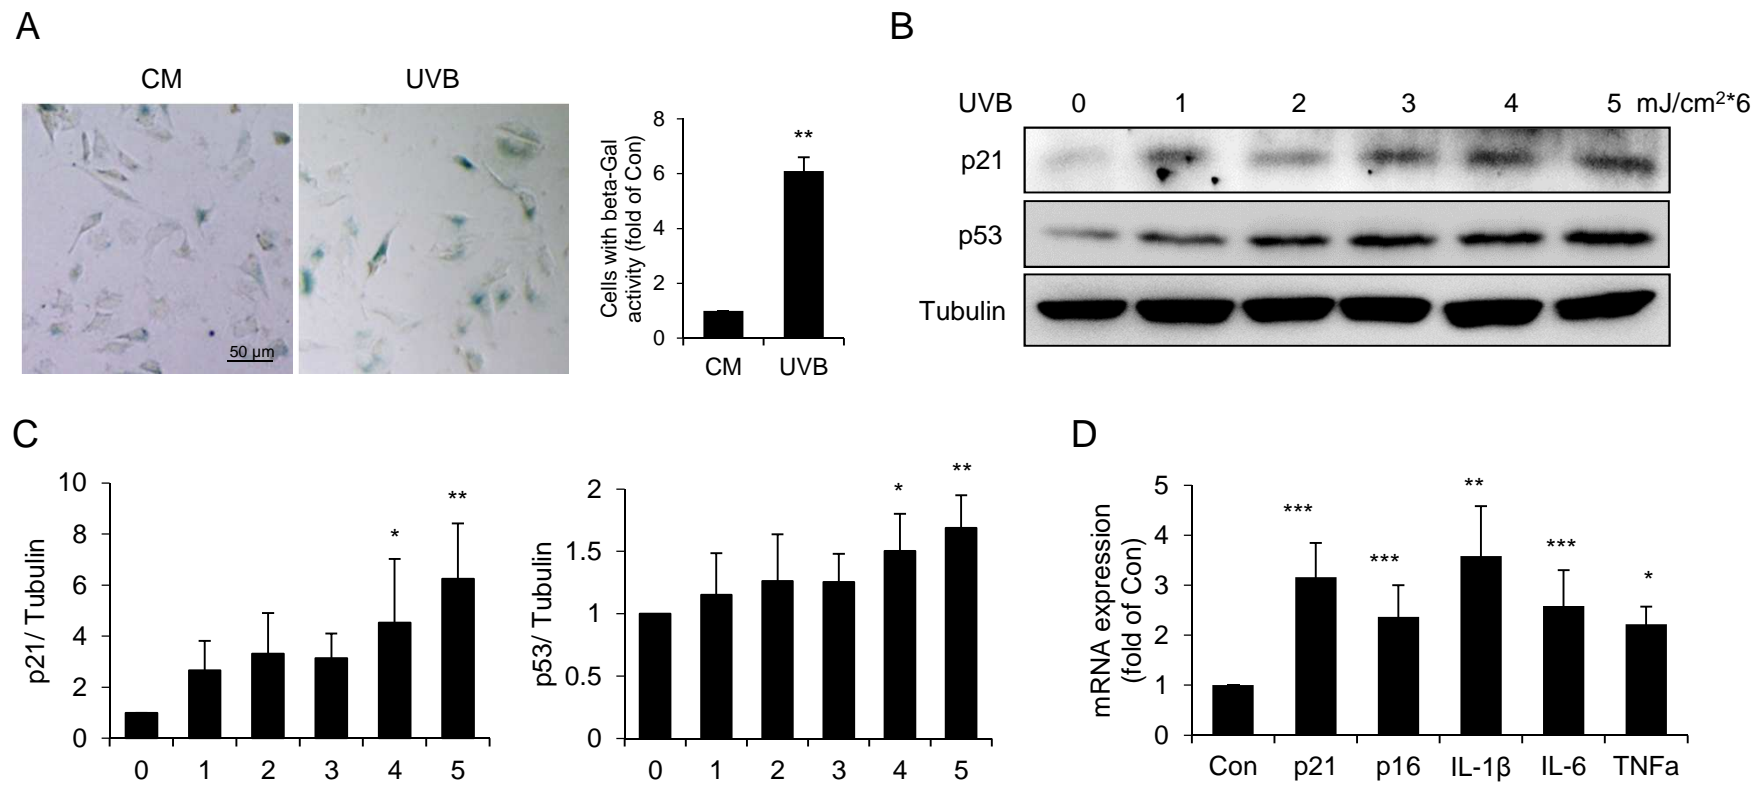 A
CM
UVB
50 µm
Cells with beta-Gal
activity (fold of Con)
8
6
4
2
0
**
CM
UVB
B
UVB 0 1 2 3 4 5 mJ/cm²*6
p21
p53
Tubulin
C
p21/ Tubulin
10
8
6
4
2
0
*
**
0 1 2 3 4 5
p53/ Tubulin
2
1.5
1
0.5
0
*
**
0 1 2 3 4 5
D
mRNA expression
(fold of Con)
5
4
3
2
1
0
***
***
**
***
*
Con p21 p16 IL-1β IL-6 TNFa